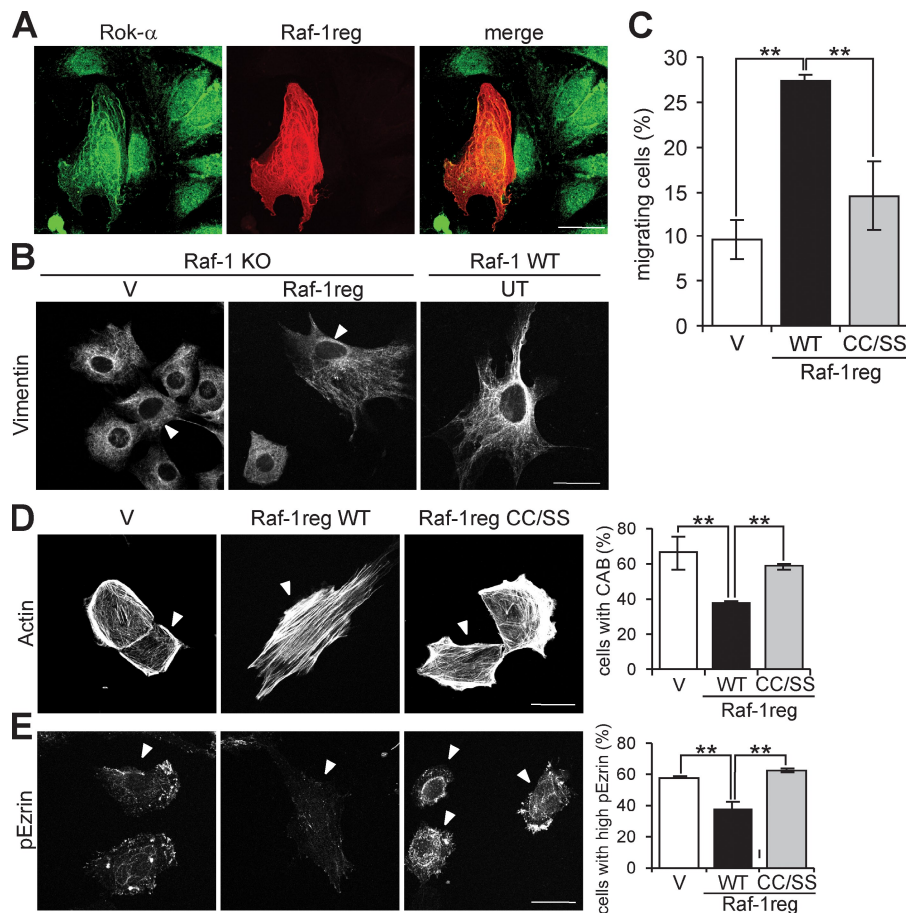 A
Rok-α
Raf-1reg
merge
B
Raf-1 KO
Raf-1 WT
V
Raf-1reg
UT
Vimentin
C
migrating cells (%)
30
25
20
15
10
5
0
**
**
V
WT
CC/SS
Raf-1reg
D
V
Raf-1reg WT
Raf-1reg CC/SS
Actin
cells with CAB (%)
80
60
40
20
0
**
**
V
WT
CC/SS
Raf-1reg
E
pEzrin
cells with high pEzrin (%)
80
60
40
20
0
**
**
V
WT
CC/SS
Raf-1reg